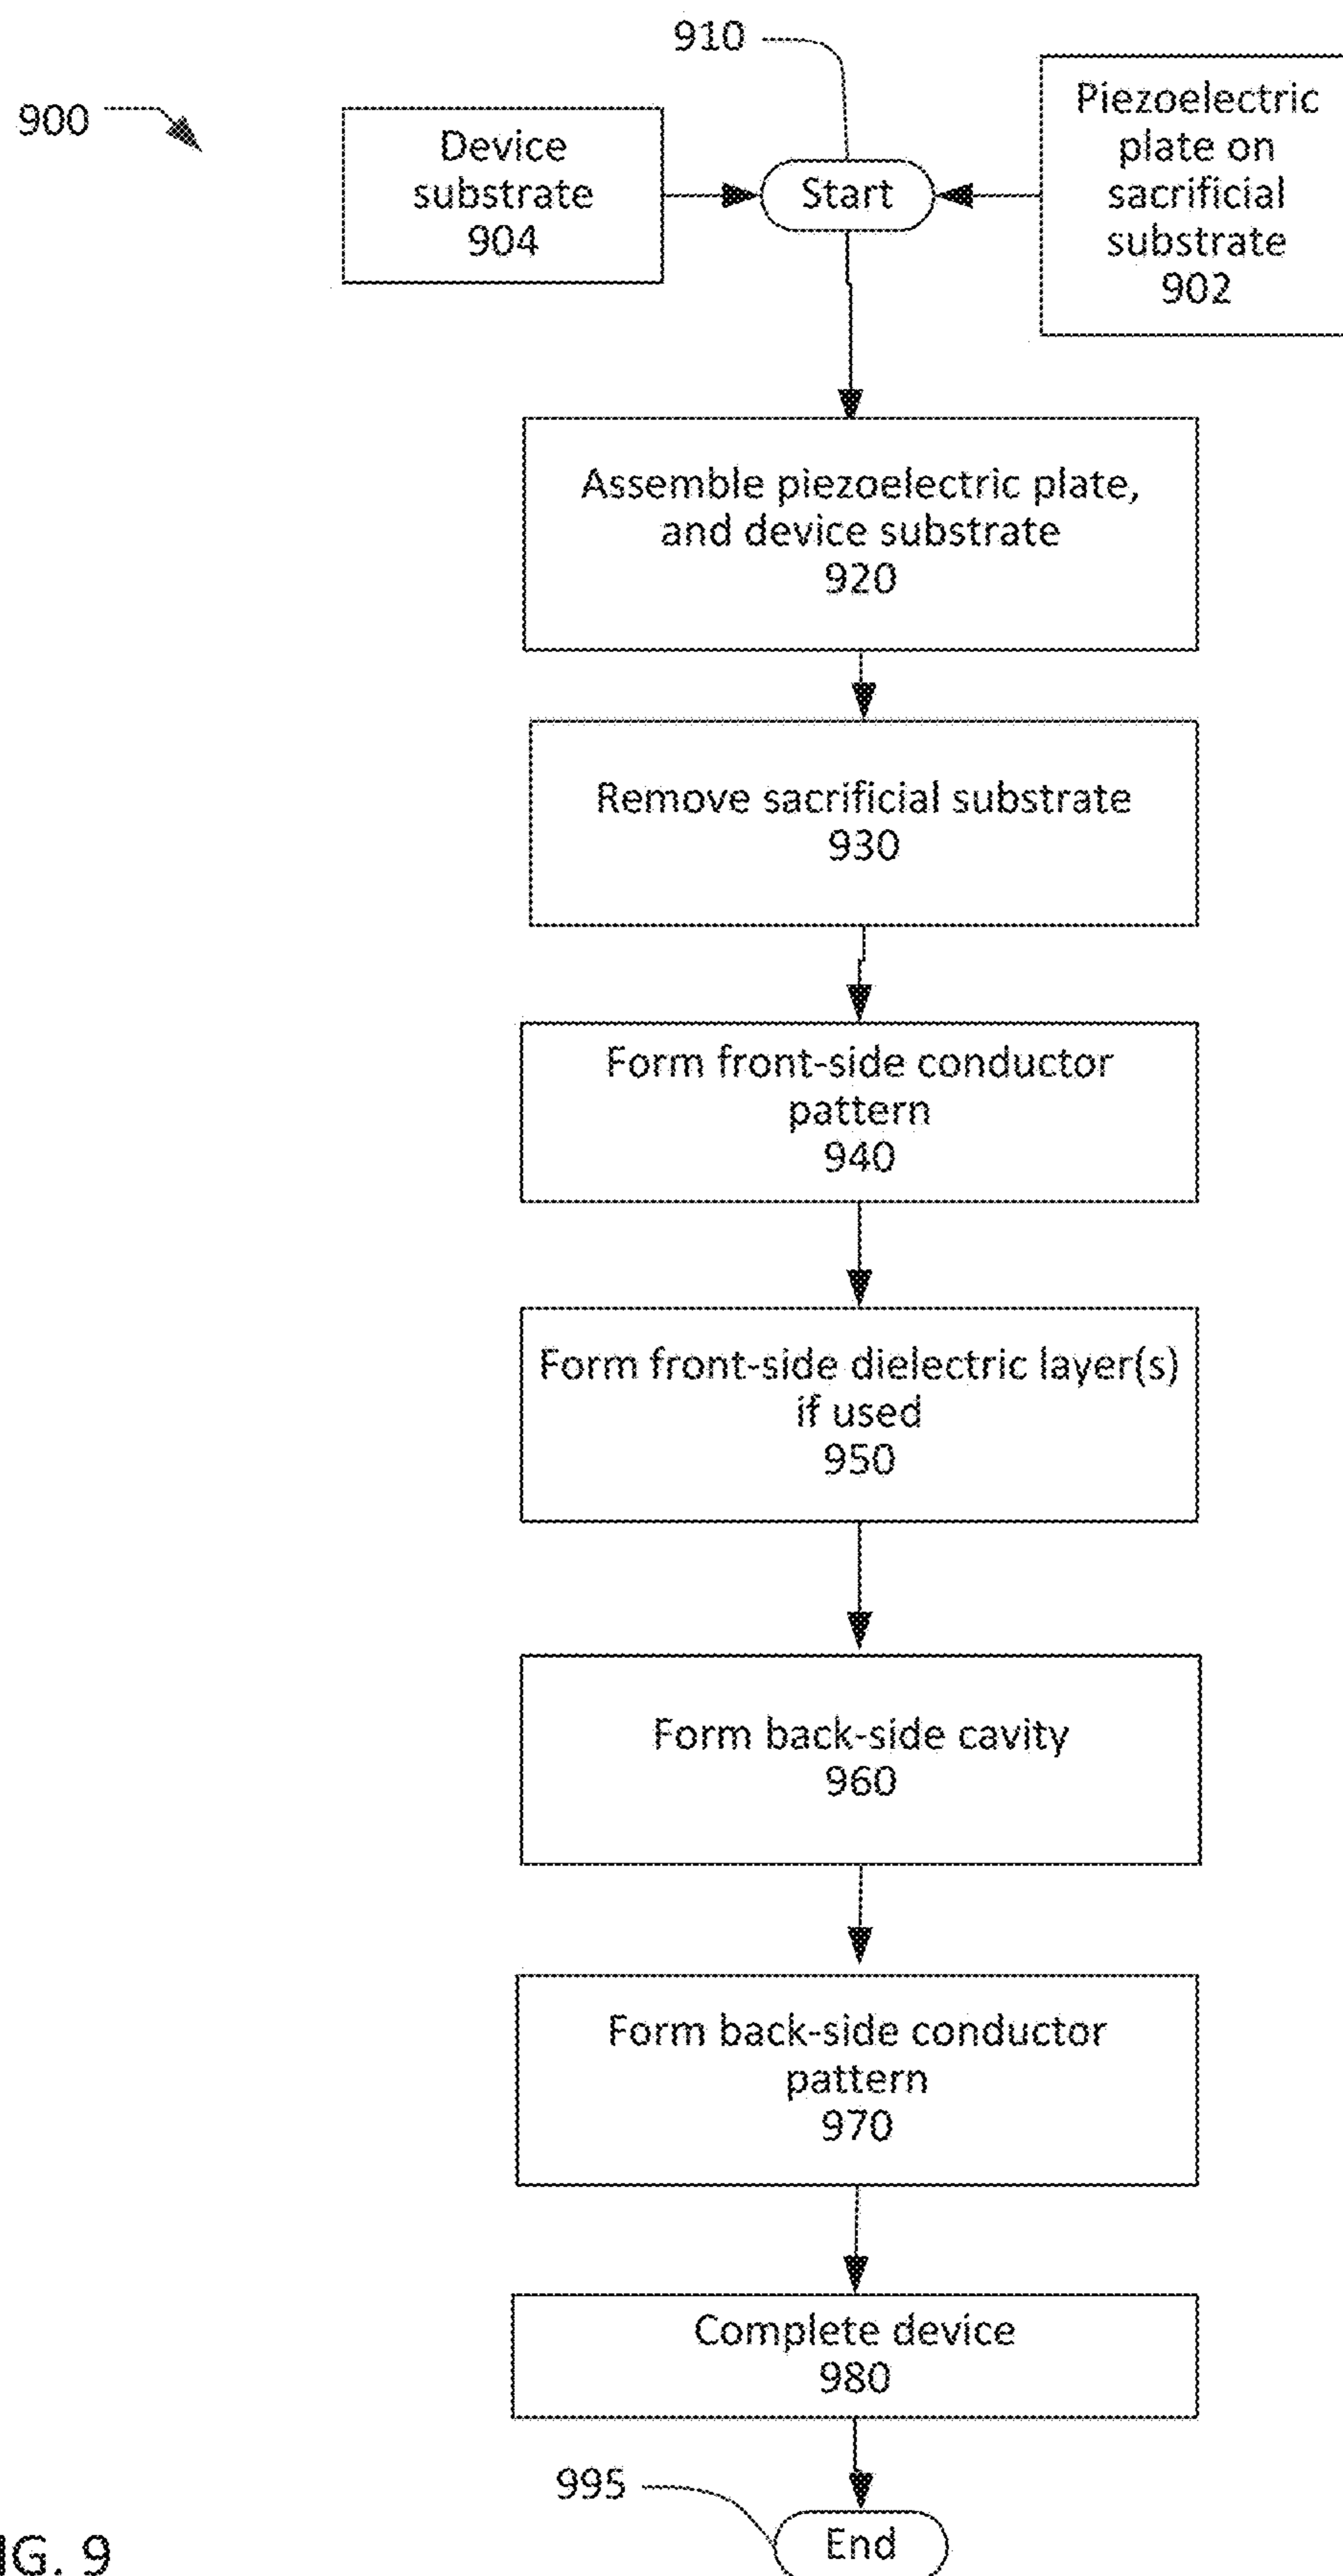 910
900
Device
substrate
904
Start
Piezoelectric
plate on
sacrificial
substrate
902
Assemble piezoelectric plate,
and device substrate
920
Remove sacrificial substrate
930
Form front-side conductor
pattern
940
Form front-side dielectric layer(s)
if used
950
Form back-side cavity
960
Form back-side conductor
pattern
970
Complete device
980
995
End
IG. 9